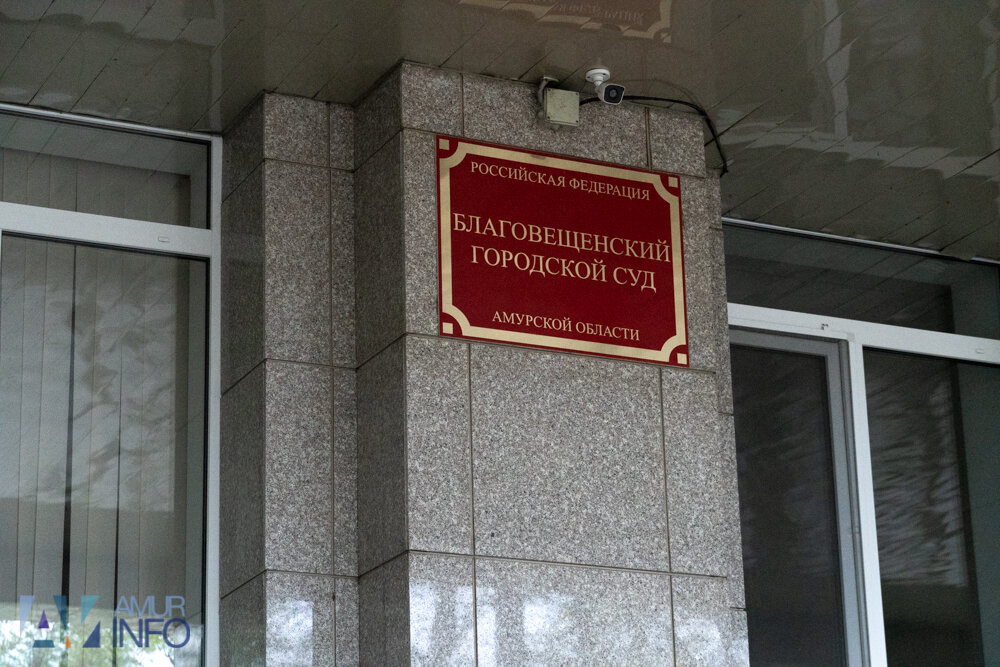 РОССИЙСКАЯ ФЕДЕРАЦИЯ
БЛАГОВЕЩЕНСКИЙ
ГОРОДСКОЙ СУД
АМУРСКОЙ ОБЛАСТИ
AMUR
INFO